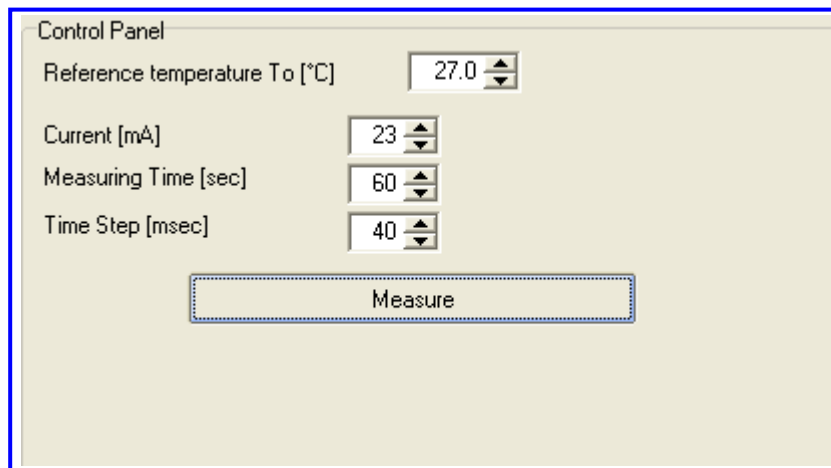 Control Panel
Reference temperature To [°C] 27.0
Current [mA] 23
Measuring Time [sec] 60
Time Step [msec] 40
Measure